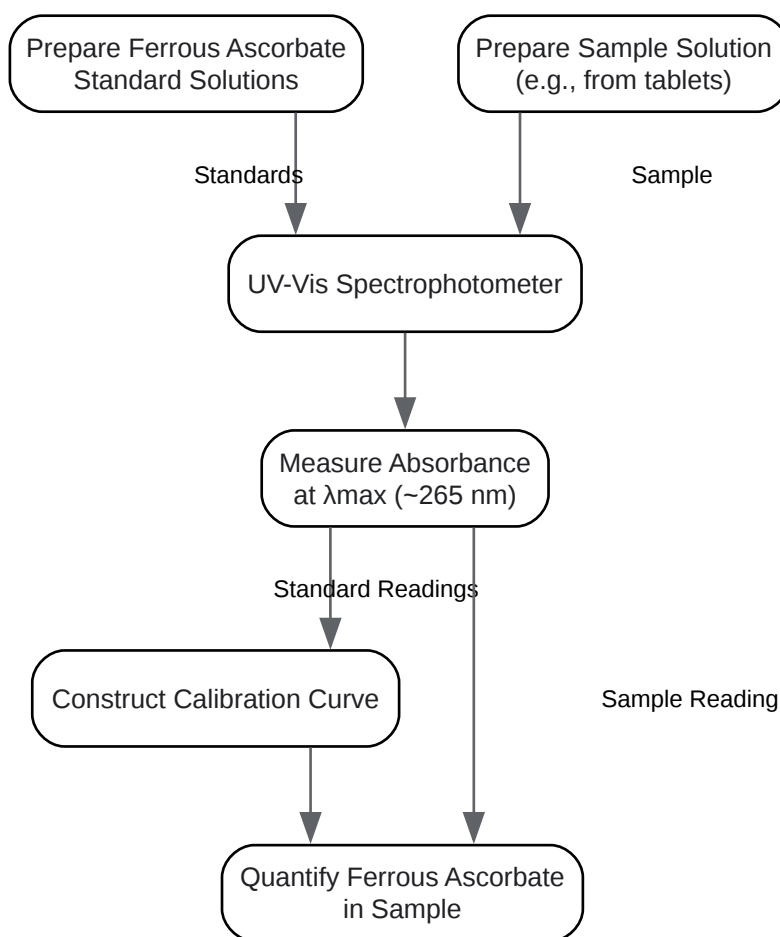 Prepare Ferrous Ascorbate
Standard Solutions
Prepare Sample Solution
(e.g., from tablets)
Standards
Sample
UV-Vis Spectrophotometer
Measure Absorbance
at λmax (~265 nm)
Standard Readings
Construct Calibration Curve
Sample Reading
Quantify Ferrous Ascorbate
in Sample